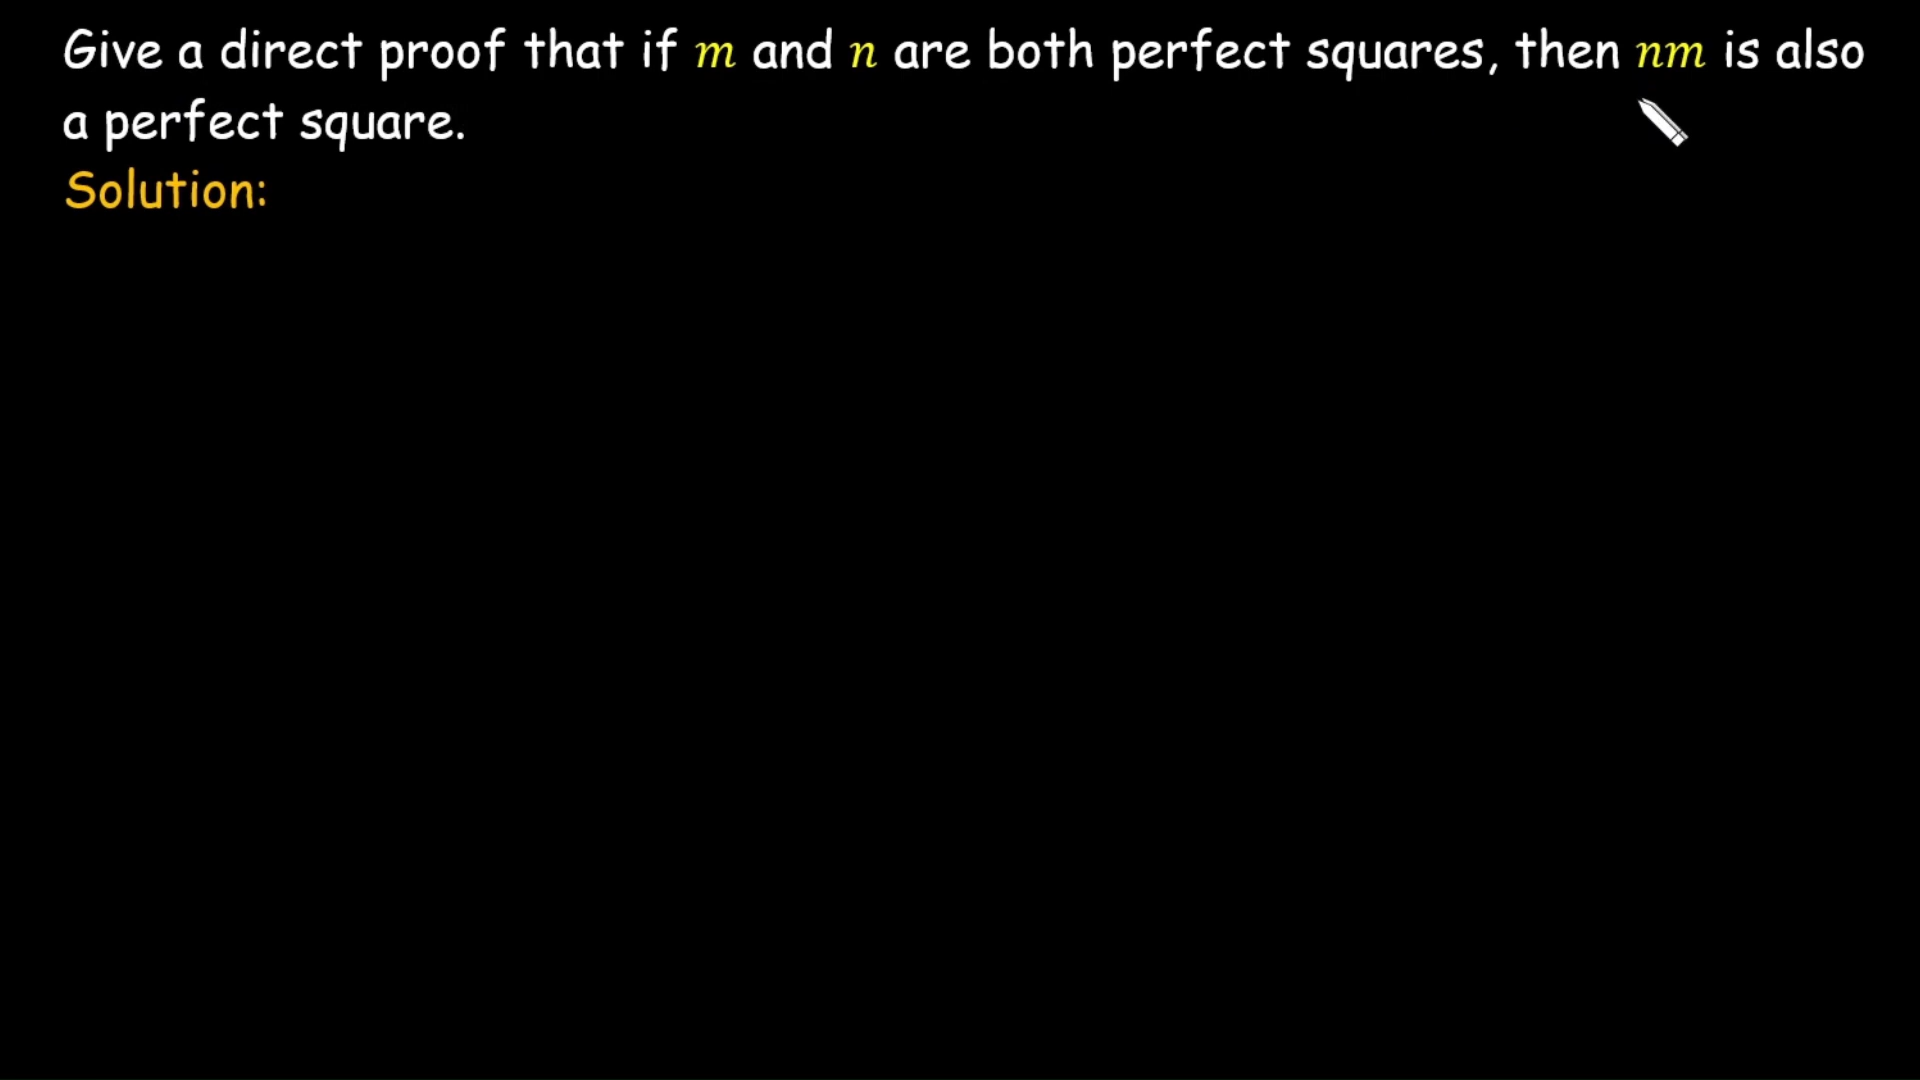 Give a direct proof that if m and n are both perfect squares, then nm is also
a perfect square.
Solution: